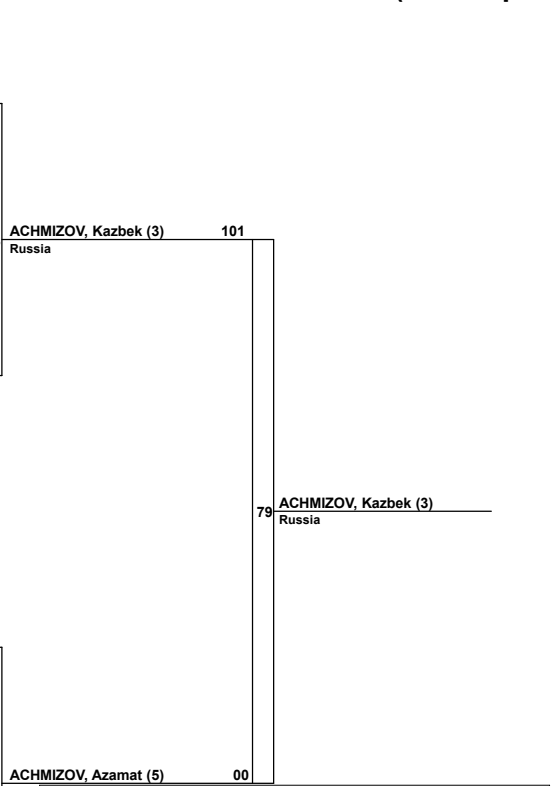 ACHMIZOV, Kazbek (3) 101
Russia
79 ACHMIZOV, Kazbek (3)
Russia
ACHMIZOV, Azamat (5) 00